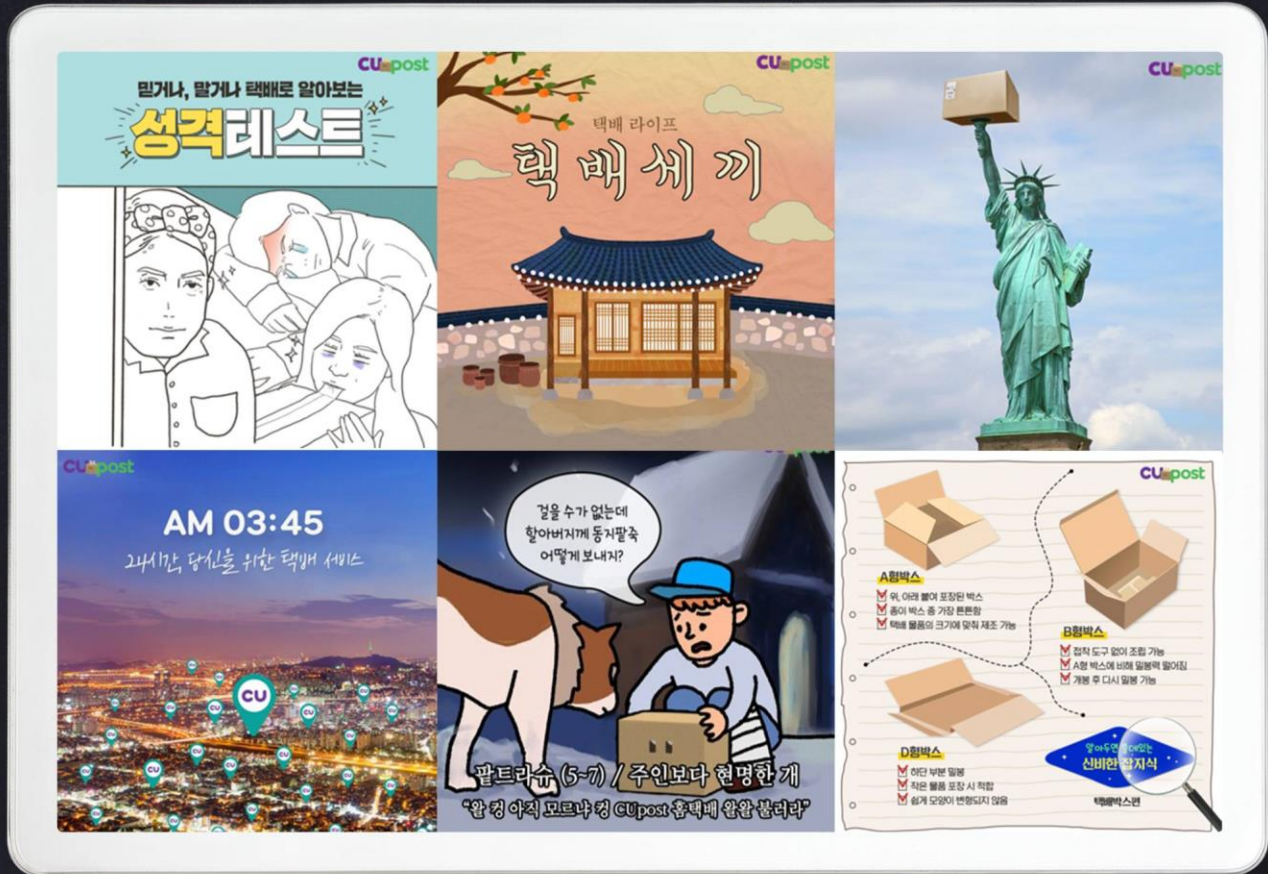 CUpost
믿거나, 말거나 택배로 알아보는
성격테스트
CUpost
택배 라이프
택배세끼
CUpost
CUpost
AM 03:45
24시간, 당신을 위한 택배 서비스
CU
걸을 수가 없는데
할아버지께 동지팥죽
어떻게 보내지?
팥트라슈 (5~7) / 주인보다 현명한 개
"왈 컹 아직 모르냐 컹 CUpost 홈택배 왈왈 불러라"
CUpost
A형박스
위, 아래 붙여 포장된 박스
종이 박스 중 가장 튼튼함
택배 물품의 크기에 맞춰 제조 가능
B형박스
접착 도구 없이 조립 가능
A형 박스에 비해 밀봉력 떨어짐
개봉 후 다시 밀봉 가능
D형박스
하단 부분 밀봉
작은 물품 포장 시 적합
쉽게 모양이 변형되지 않음
알아두면 쓸데있는
신비한 잡지식
택배박스편